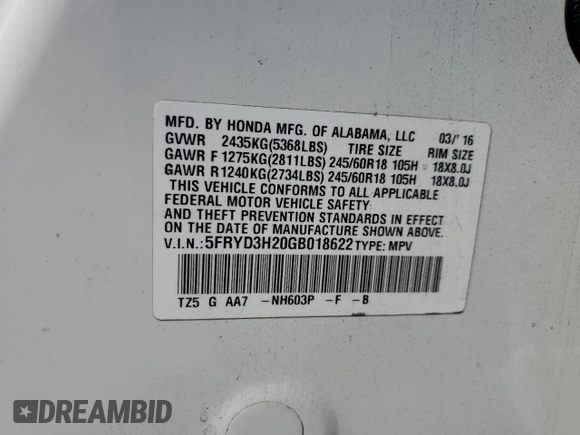 MFD. BY HONDA MFG. OF ALABAMA, LLC 03/'16
GVWR 2435KG(5368LBS) TIRE SIZE RIM SIZE
GAWR F 1275KG(2811LBS) 245/60R18 105H 18X8.0J
GAWR R1240KG(2734LBS) 245/60R18 105H 18X8.0J
THIS VEHICLE CONFORMS TO ALL APPLICABLE
FEDERAL MOTOR VEHICLE SAFETY
AND THEFT PREVENTION STANDARDS IN EFFECT
ON THE DATE OF MANUFACTURE SHOWN ABOVE.
V.I.N.:5FRYD3H20GB018622 TYPE: MPV
TZ5 G AA7 -NH603P -F -B
DREAMBID